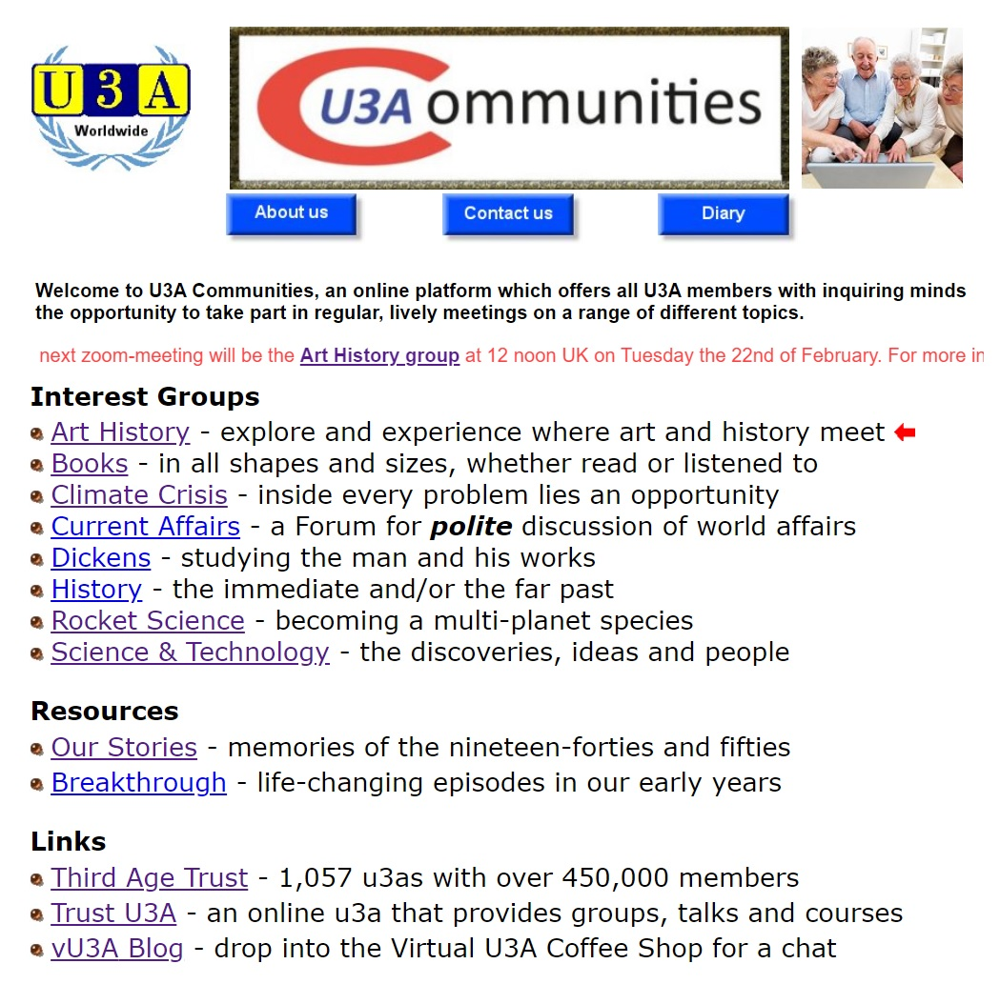 U3A
Worldwide
U3A Communities
About us
Contact us
Diary
Welcome to U3A Communities, an online platform which offers all U3A members with inquiring minds
the opportunity to take part in regular, lively meetings on a range of different topics.
next zoom-meeting will be the Art History group at 12 noon UK on Tuesday the 22nd of February. For more in
Interest Groups
Art History - explore and experience where art and history meet
Books - in all shapes and sizes, whether read or listened to
Climate Crisis - inside every problem lies an opportunity
Current Affairs - a Forum for polite discussion of world affairs
Dickens - studying the man and his works
History - the immediate and/or the far past
Rocket Science - becoming a multi-planet species
Science & Technology - the discoveries, ideas and people
Resources
Our Stories - memories of the nineteen-forties and fifties
Breakthrough - life-changing episodes in our early years
Links
Third Age Trust - 1,057 u3as with over 450,000 members
Trust U3A - an online u3a that provides groups, talks and courses
vU3A Blog - drop into the Virtual U3A Coffee Shop for a chat